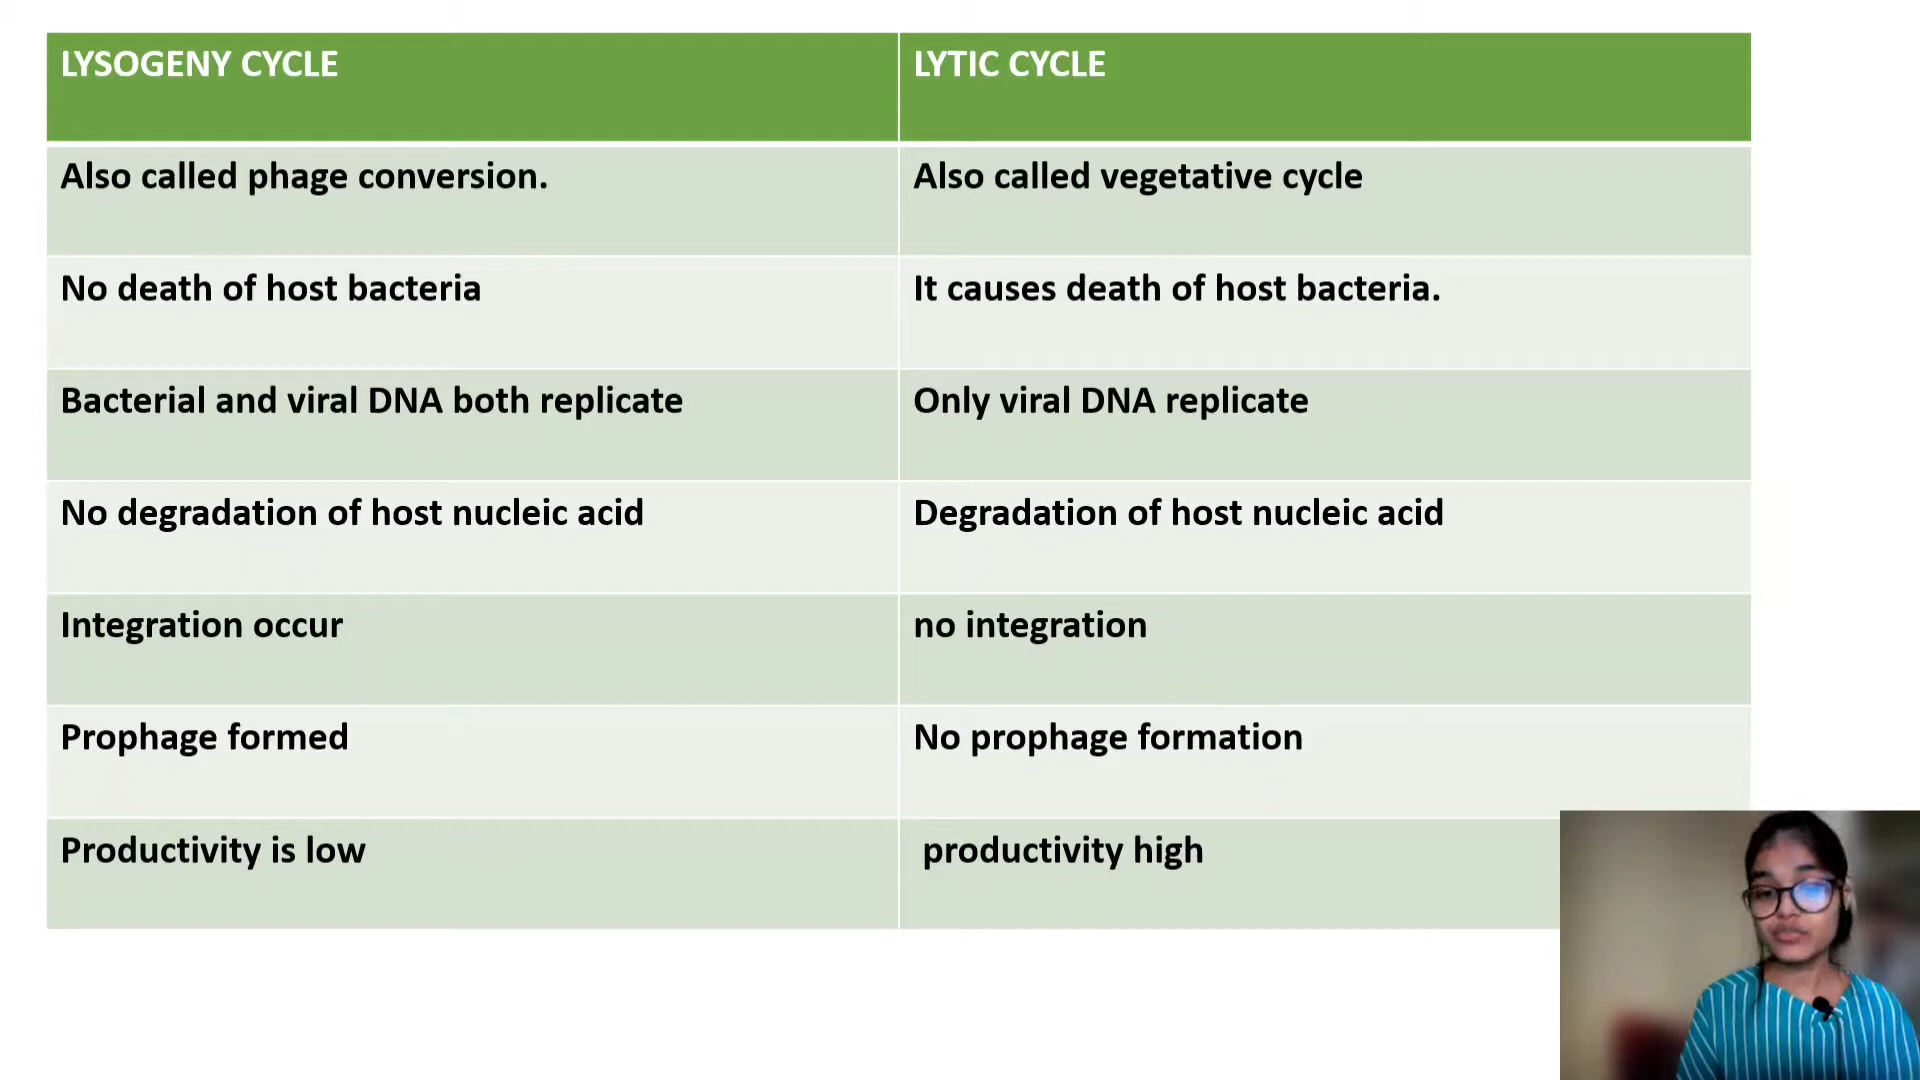 LYSOGENY CYCLE
LYTIC CYCLE
Also called phage conversion.
Also called vegetative cycle
No death of host bacteria
It causes death of host bacteria.
Bacterial and viral DNA both replicate
Only viral DNA replicate
No degradation of host nucleic acid
Degradation of host nucleic acid
Integration occur
no integration
Prophage formed
No prophage formation
Productivity is low
productivity high